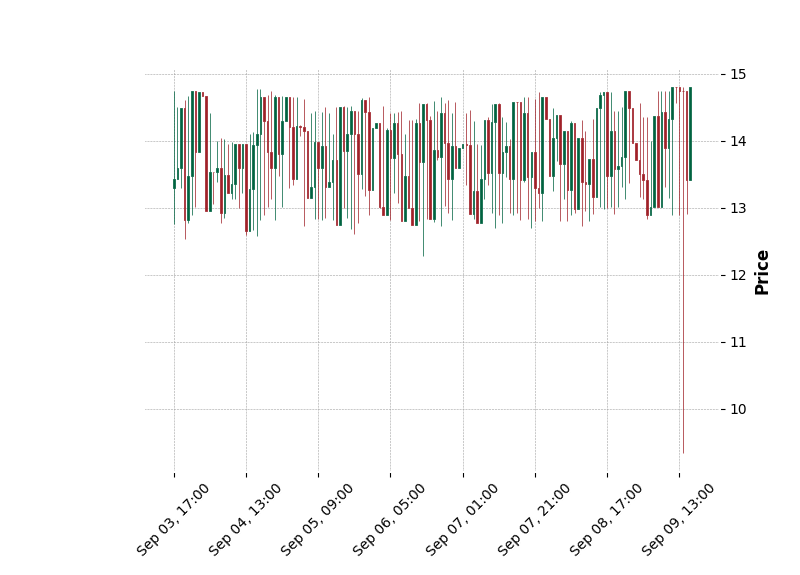 15
14
13
12
11
10
Price
Sep 03, 17:00
Sep 04, 13:00
Sep 05, 09:00
Sep 06, 05:00
Sep 07, 01:00
Sep 07, 21:00
Sep 08, 17:00
Sep 09, 13:00